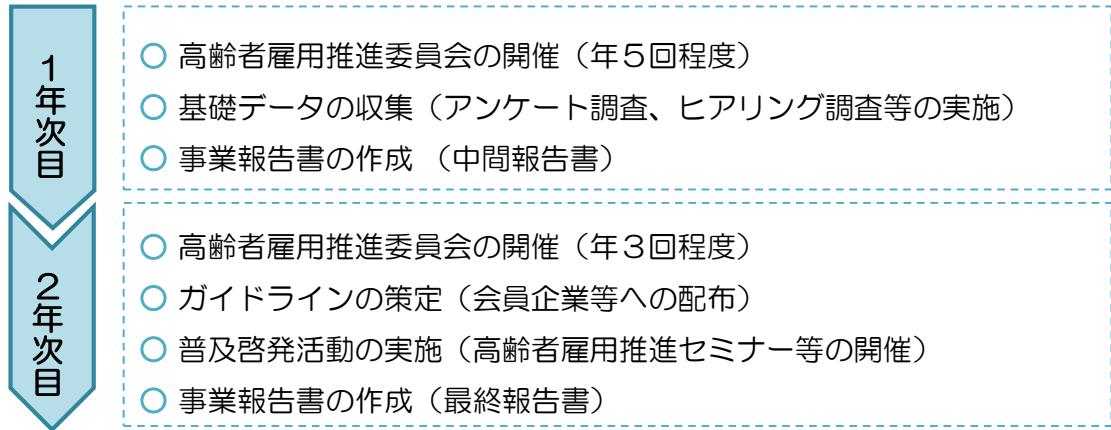 1年次目
○ 高齢者雇用推進委員会の開催（年５回程度）
○ 基礎データの収集（アンケート調査、ヒアリング調査等の実施）
○ 事業報告書の作成 （中間報告書）
2年次目
○ 高齢者雇用推進委員会の開催（年３回程度）
○ ガイドラインの策定（会員企業等への配布）
○ 普及啓発活動の実施（高齢者雇用推進セミナー等の開催）
○ 事業報告書の作成（最終報告書）